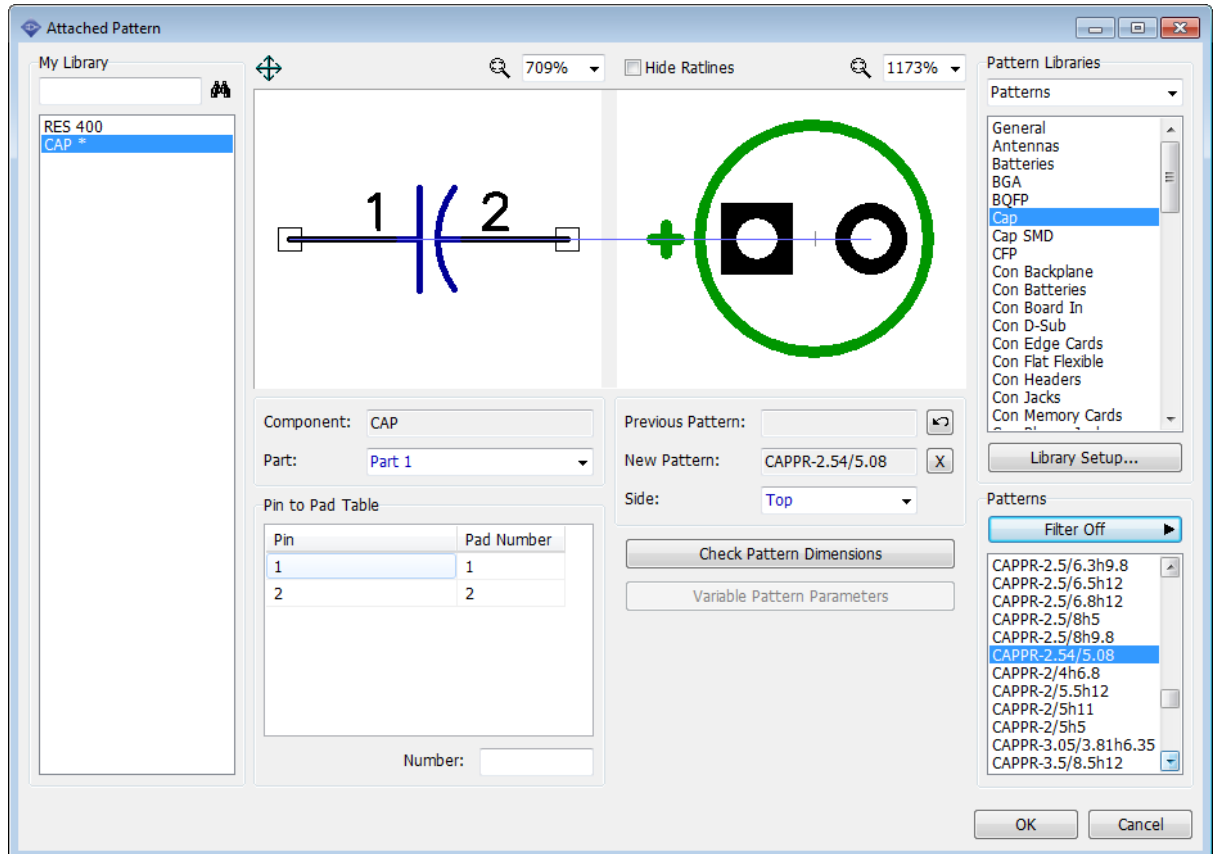 Attached Pattern
My Library
RES 400
CAP *
709%
Hide Ratlines
1173%
1
2
Component:
CAP
Part:
Part 1
Pin to Pad Table
Pin
Pad Number
1
1
2
2
Number:
Previous Pattern:
New Pattern:
CAPPR-2.54/5.08
X
Side:
Top
Check Pattern Dimensions
Variable Pattern Parameters
Pattern Libraries
Patterns
General
Antennas
Batteries
BGA
BQFP
Cap
Cap SMD
CFP
Con Backplane
Con Batteries
Con Board In
Con D-Sub
Con Edge Cards
Con Flat Flexible
Con Headers
Con Jacks
Con Memory Cards
Library Setup...
Patterns
Filter Off
CAPPR-2.5/6.3h9.8
CAPPR-2.5/6.5h12
CAPPR-2.5/6.8h12
CAPPR-2.5/8h5
CAPPR-2.5/8h9.8
CAPPR-2.54/5.08
CAPPR-2/4h6.8
CAPPR-2/5.5h12
CAPPR-2/5h11
CAPPR-2/5h5
CAPPR-3.05/3.81h6.35
CAPPR-3.5/8.5h12
OK
Cancel